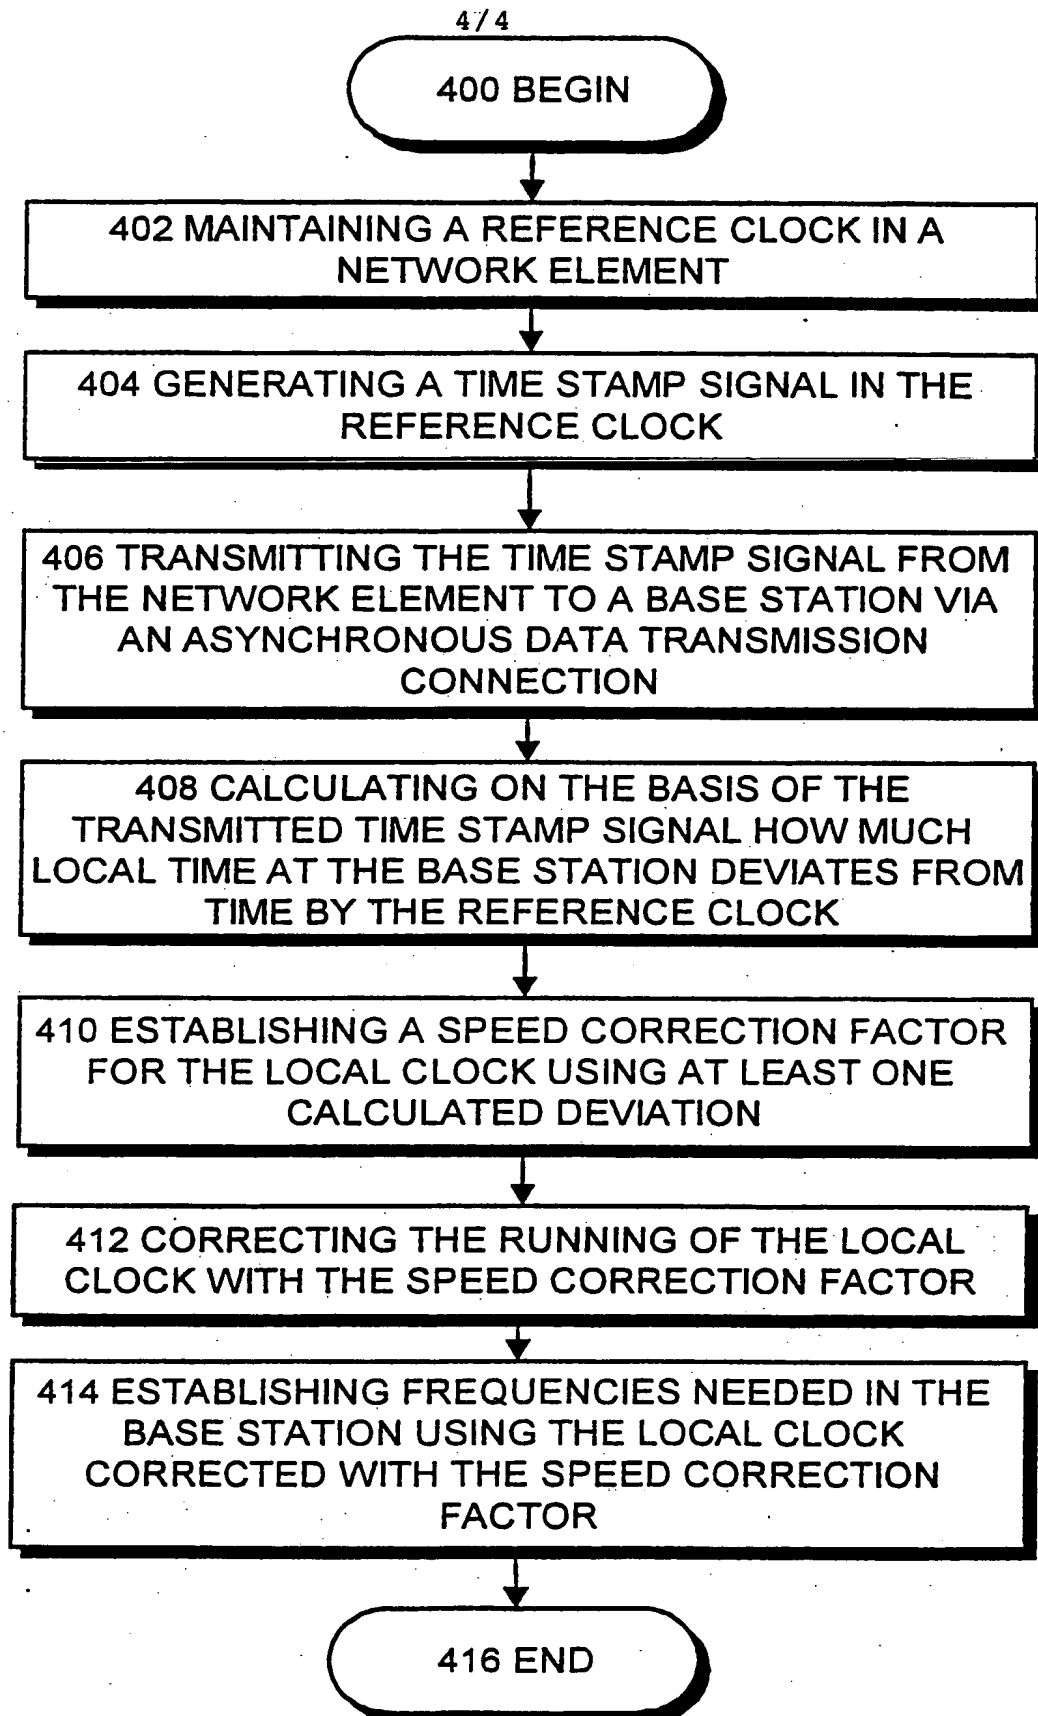 4/4
400 BEGIN
402 MAINTAINING A REFERENCE CLOCK IN A
NETWORK ELEMENT
404 GENERATING A TIME STAMP SIGNAL IN THE
REFERENCE CLOCK
406 TRANSMITTING THE TIME STAMP SIGNAL FROM
THE NETWORK ELEMENT TO A BASE STATION VIA
AN ASYNCHRONOUS DATA TRANSMISSION
CONNECTION
408 CALCULATING ON THE BASIS OF THE
TRANSMITTED TIME STAMP SIGNAL HOW MUCH
LOCAL TIME AT THE BASE STATION DEVIATES FROM
TIME BY THE REFERENCE CLOCK
410 ESTABLISHING A SPEED CORRECTION FACTOR
FOR THE LOCAL CLOCK USING AT LEAST ONE
CALCULATED DEVIATION
412 CORRECTING THE RUNNING OF THE LOCAL
CLOCK WITH THE SPEED CORRECTION FACTOR
414 ESTABLISHING FREQUENCIES NEEDED IN THE
BASE STATION USING THE LOCAL CLOCK
CORRECTED WITH THE SPEED CORRECTION
FACTOR
416 END